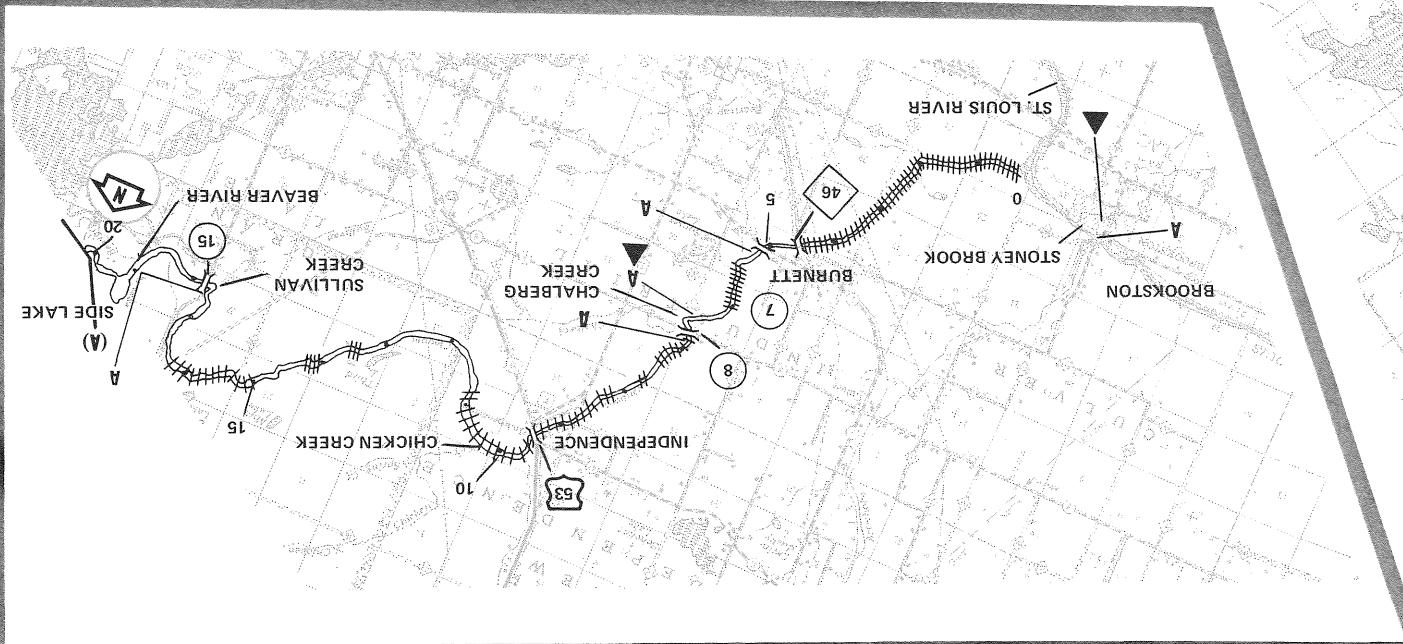 53
10
INDEPENDENCE
CHICKEN CREEK
15
8
A
(A)
SIDE LAKE
7
A
C U L V E R
BROOKSTON
CHALBERG
CREEK
SULLIVAN
CREEK
BURNETT
A
STONEY BROOK
15
A
20
A
5
46
0
BEAVER RIVER
N
ST. LOUIS RIVER